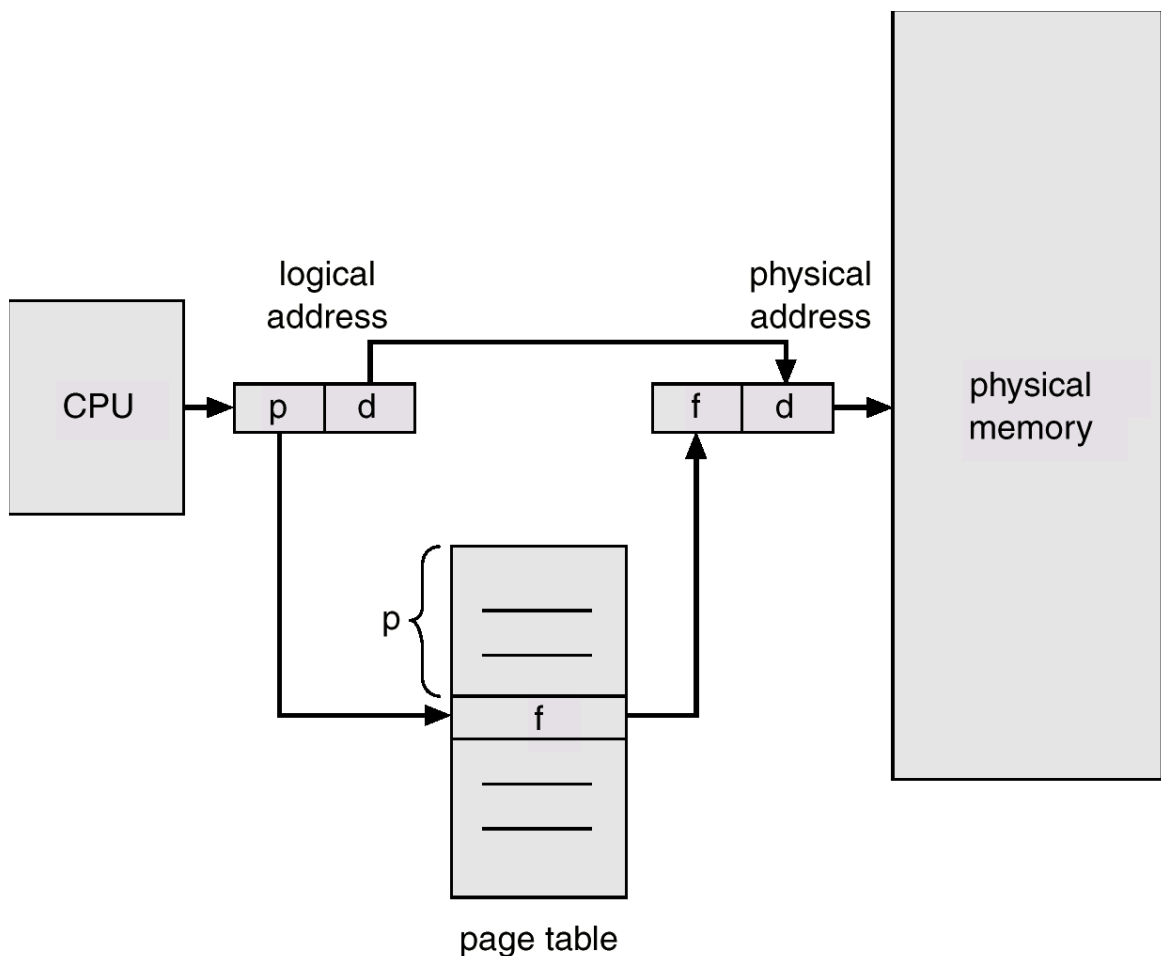 logical
address
physical
address
CPU
p
d
f
d
physical
memory
p
f
page table